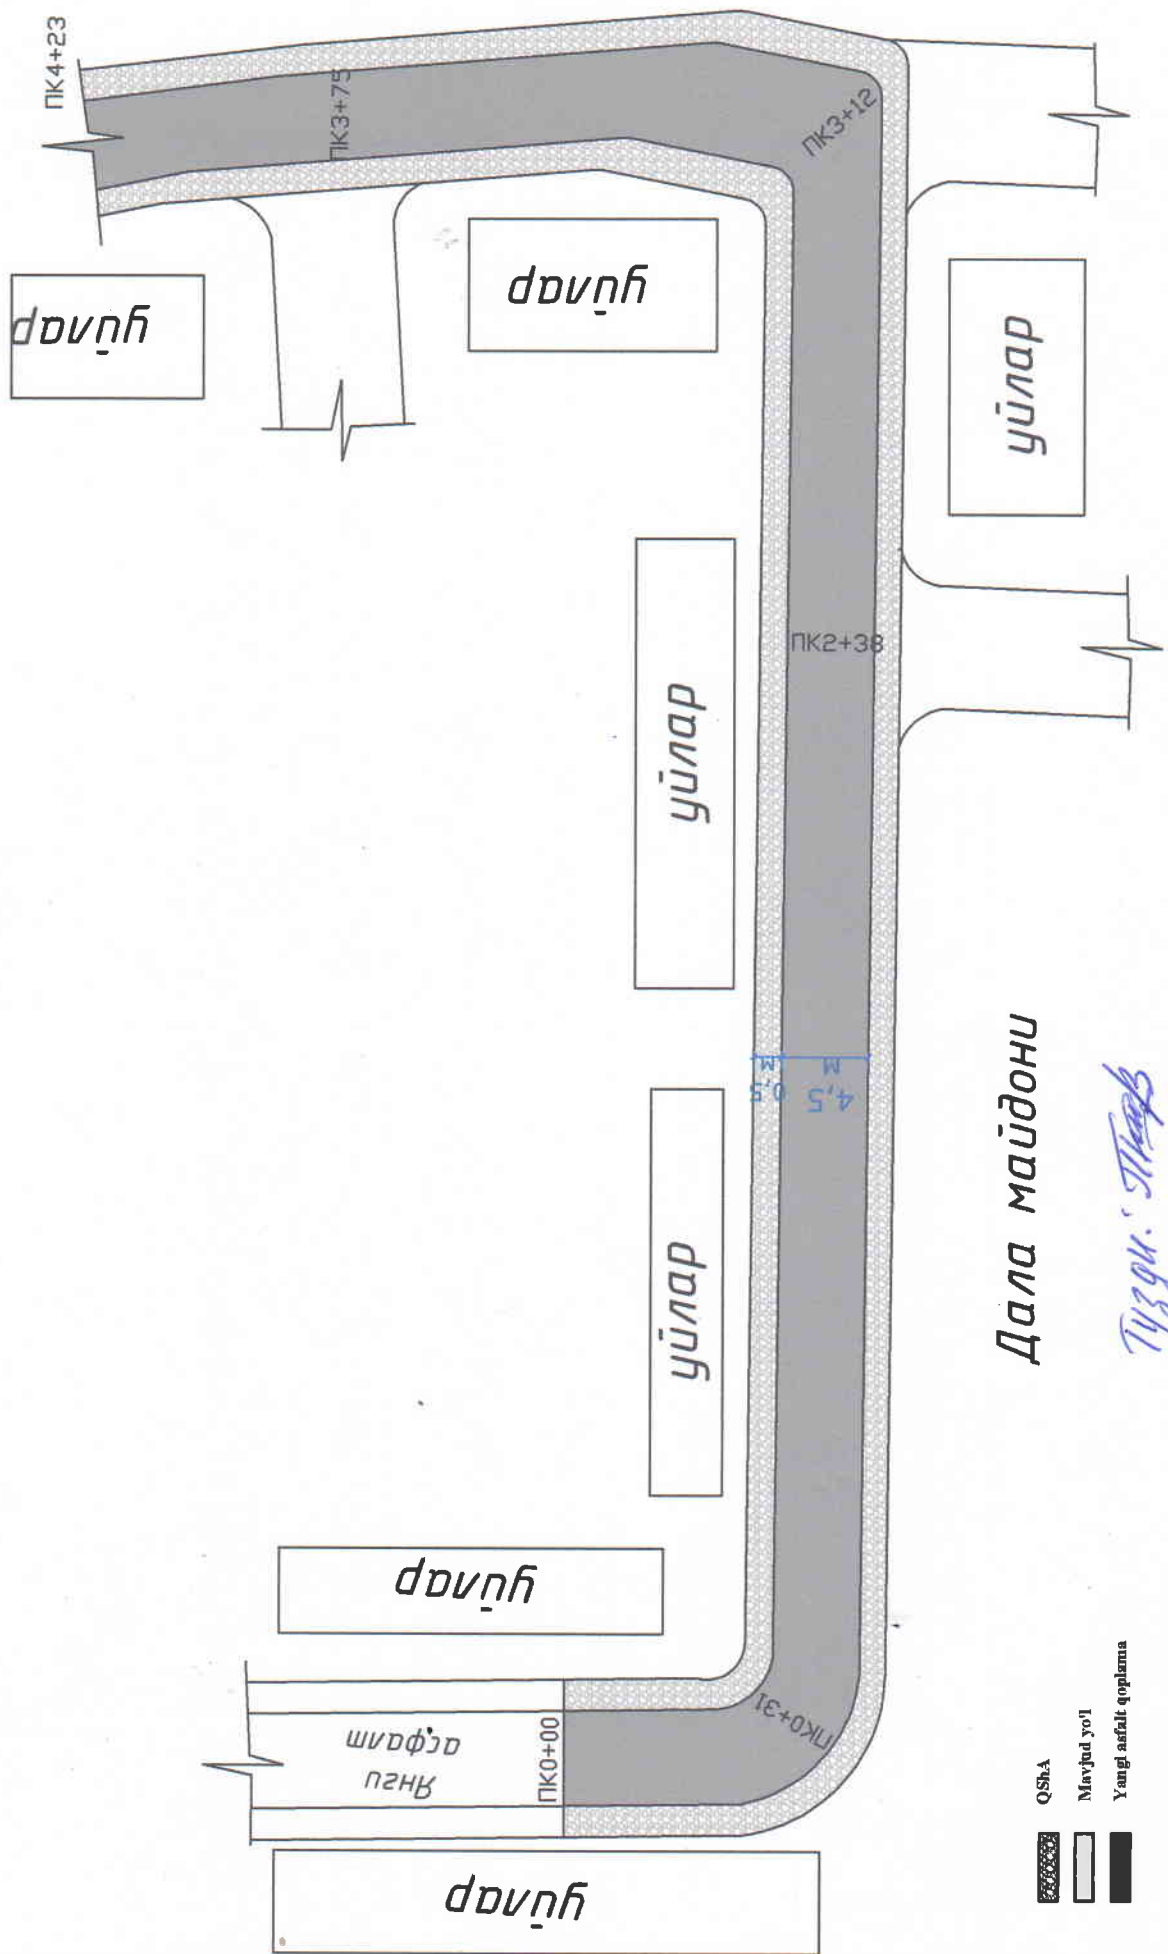 ПК4+23
ПК3+75
ПК3+12
уйлар
уйлар
уйлар
ПК2+38
уйлар
0,5 м
4,5 м
уйлар
Дала майдони
уйлар
Тузди:
ПК0+31
ПК0+00
Янги
асфалт
уйлар
QShA
Mavjud yo'l
Yangi asfalt qoplama